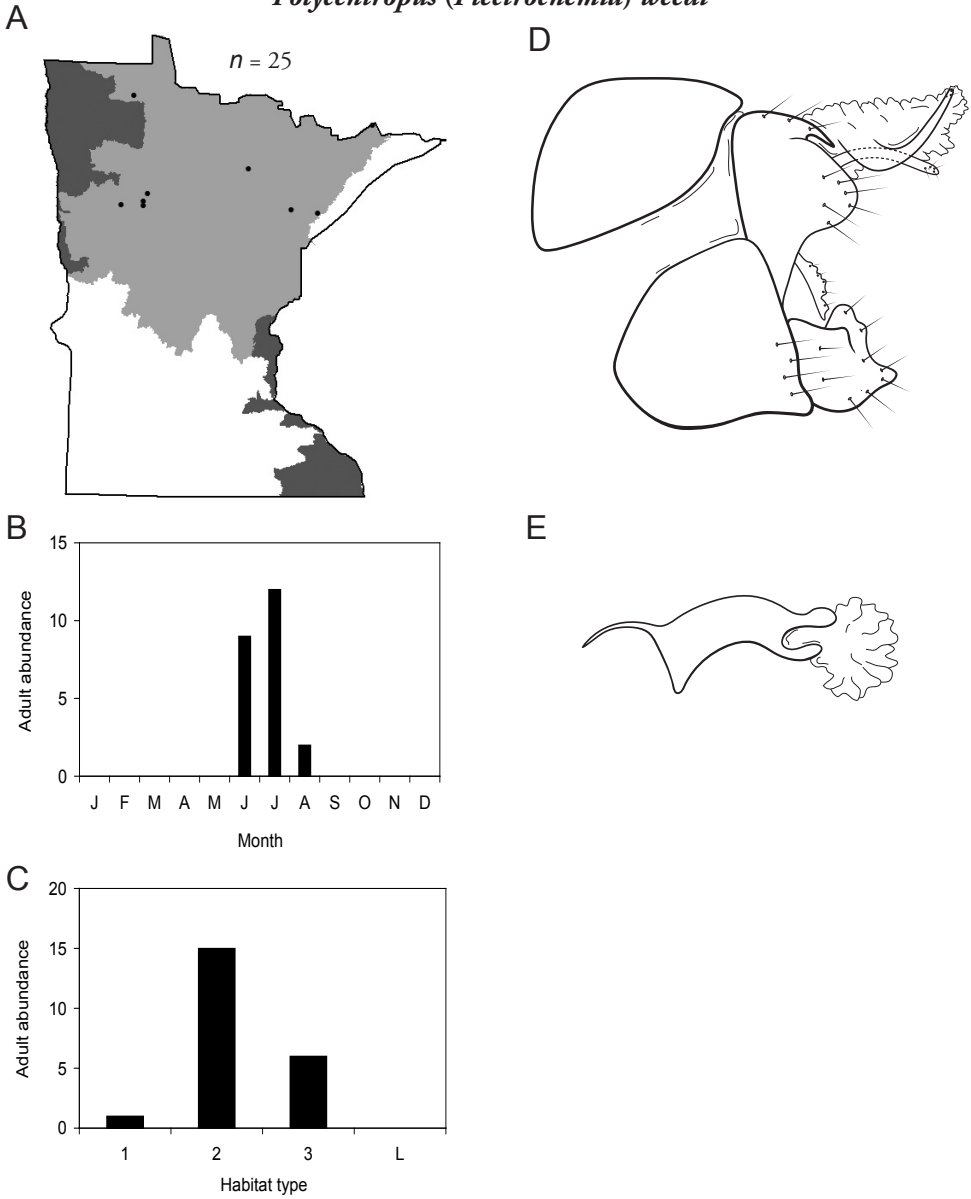 Polycentropus (Plectrocnemia) weedi
A
n = 25
D
B
15
10
5
0
Adult abundance
J F M A M J J A S O N D
Month
E
C
20
15
10
5
0
Adult abundance
1 2 3 L
Habitat type